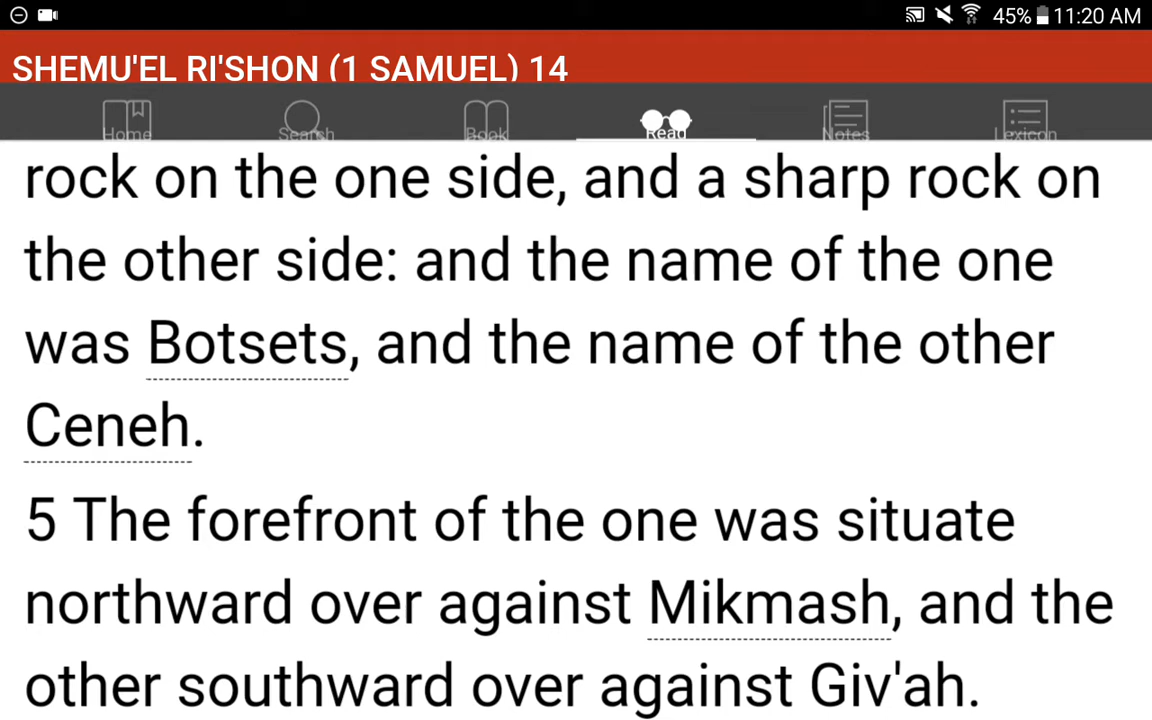 45% 11:20 AM
SHEMU'EL RI'SHON (1 SAMUEL) 14
Home Search Book Read Notes Lexicon
rock on the one side, and a sharp rock on
the other side: and the name of the one
was Botsets, and the name of the other
Ceneh.
5 The forefront of the one was situate
northward over against Mikmash, and the
other southward over against Giv'ah.